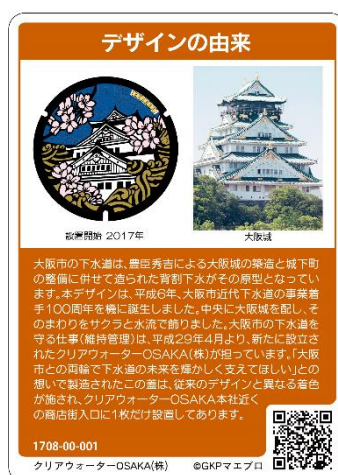 デザインの由来
設置開始 2017年
大阪城
大阪市の下水道は、豊臣秀吉による大阪城の築造と城下町
の整備に併せて造られた背割下水がその原型となってい
ます。本デザインは、平成6年、大阪市近代下水道の事業着
手100周年を機に誕生しました。中央に大阪城を配し、そ
のまわりをサクラと水流で飾りました。大阪市の下水道を
守る仕事(維持管理)は、平成29年4月より、新たに設立さ
れたクリアウォーターOSAKA(株)が担っています。「大阪
市との両輪で下水道の未来を輝かしく支えてほしい」との
想いで製造されたこの蓋は、従来のデザインと異なる着色
が施され、クリアウォーターOSAKA本社近く
の商店街入口に1枚だけ設置してあります。
1708-00-001
クリアウォーターOSAKA(株) ©GKPマエプロ